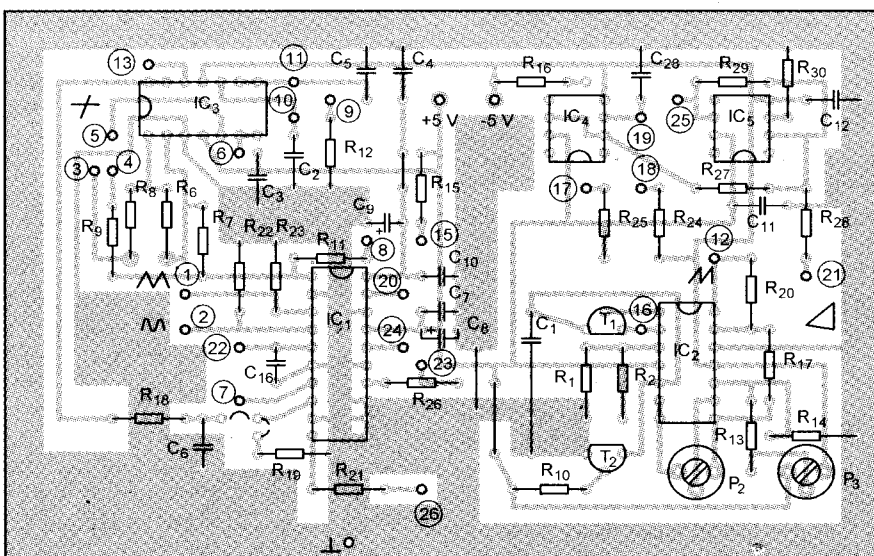 13 11 C5 C4 R16 C28 R29 R30
IC3 10 9 +5 V -5 V IC4 19 25 IC5 C12
5 6 C2 R12 18
3 4 C3 R15 17 R27
R9 R8 R6 R7 R22 R23 C9 R25 R24 C11 R28
R11 8 15 12
1 20 C10 R20 21
2 IC1 C7 C1 T1 16 IC2
22 24 C8
C16 23 R1 R2 R17
7 R26
R18 R13 R14
C6 R19 T2
R21 R10 P2 P3
26